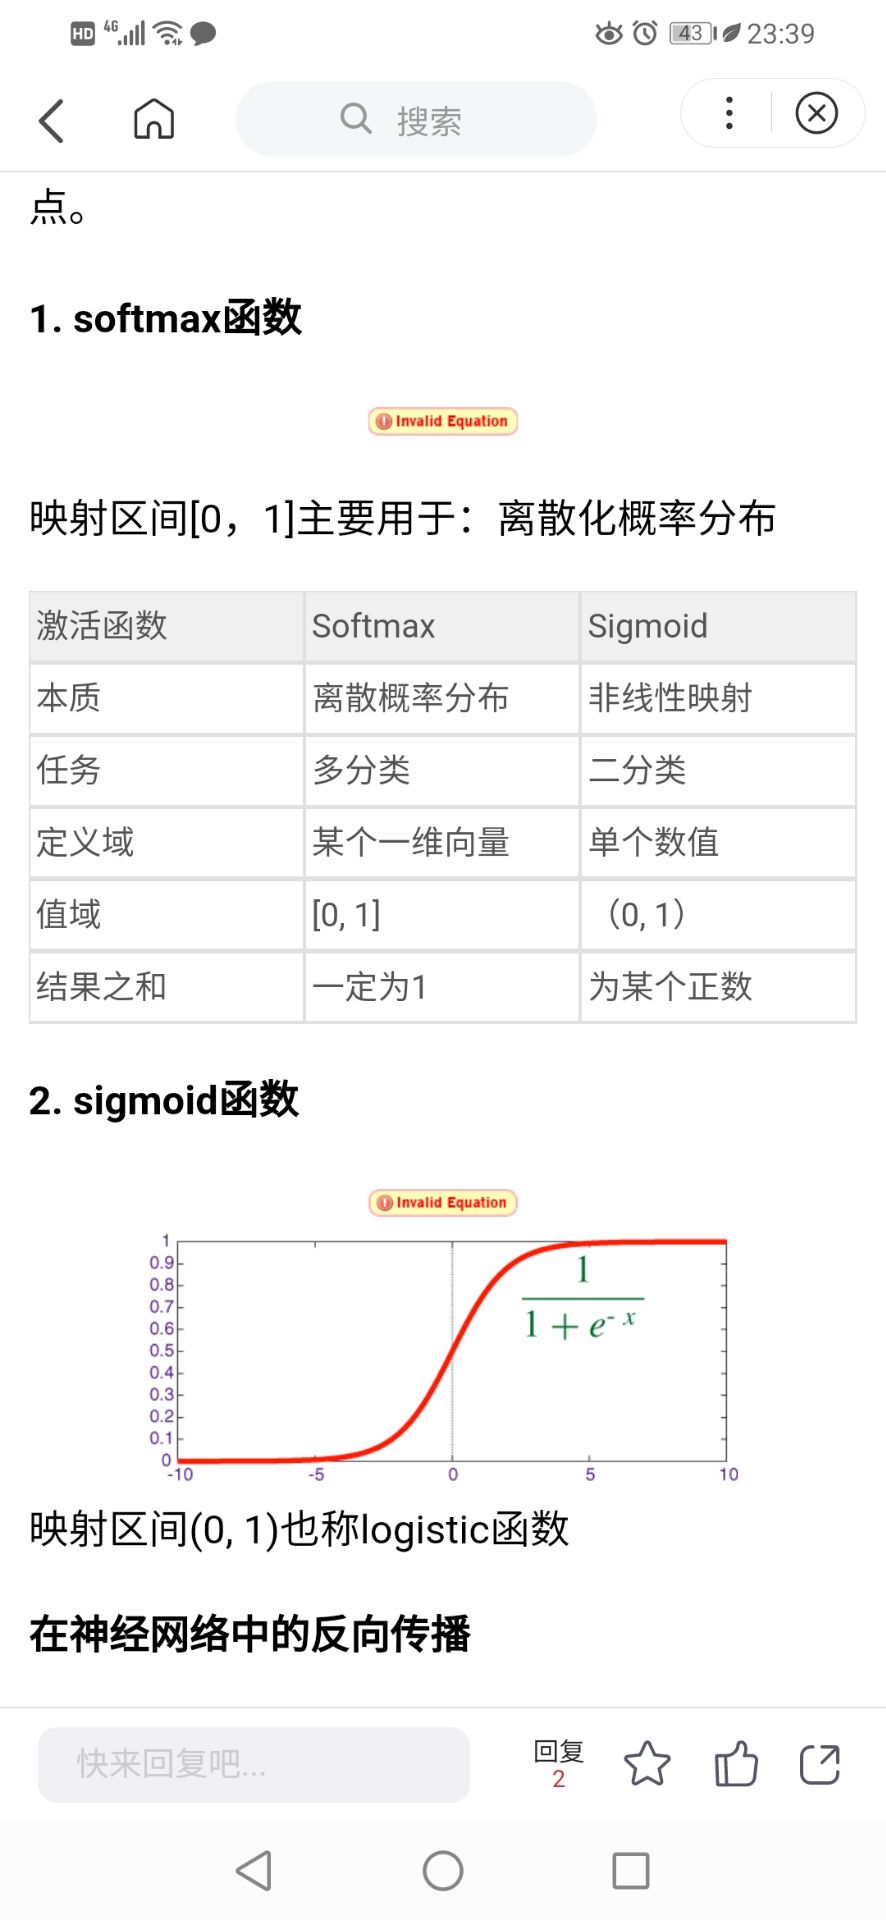 HD 4G 43 23:39
搜索
点。
1. softmax函数
Invalid Equation
映射区间[0，1]主要用于：离散化概率分布
激活函数 Softmax Sigmoid
本质 离散概率分布 非线性映射
任务 多分类 二分类
定义域 某个一维向量 单个数值
值域 [0, 1] （0, 1）
结果之和 一定为1 为某个正数
2. sigmoid函数
Invalid Equation
1
0.9
0.8
0.7
0.6
0.5
0.4
0.3
0.2
0.1
0
1
1 + e- x
-10 -5 0 5 10
映射区间(0, 1)也称logistic函数
在神经网络中的反向传播
快来回复吧... 回复
2